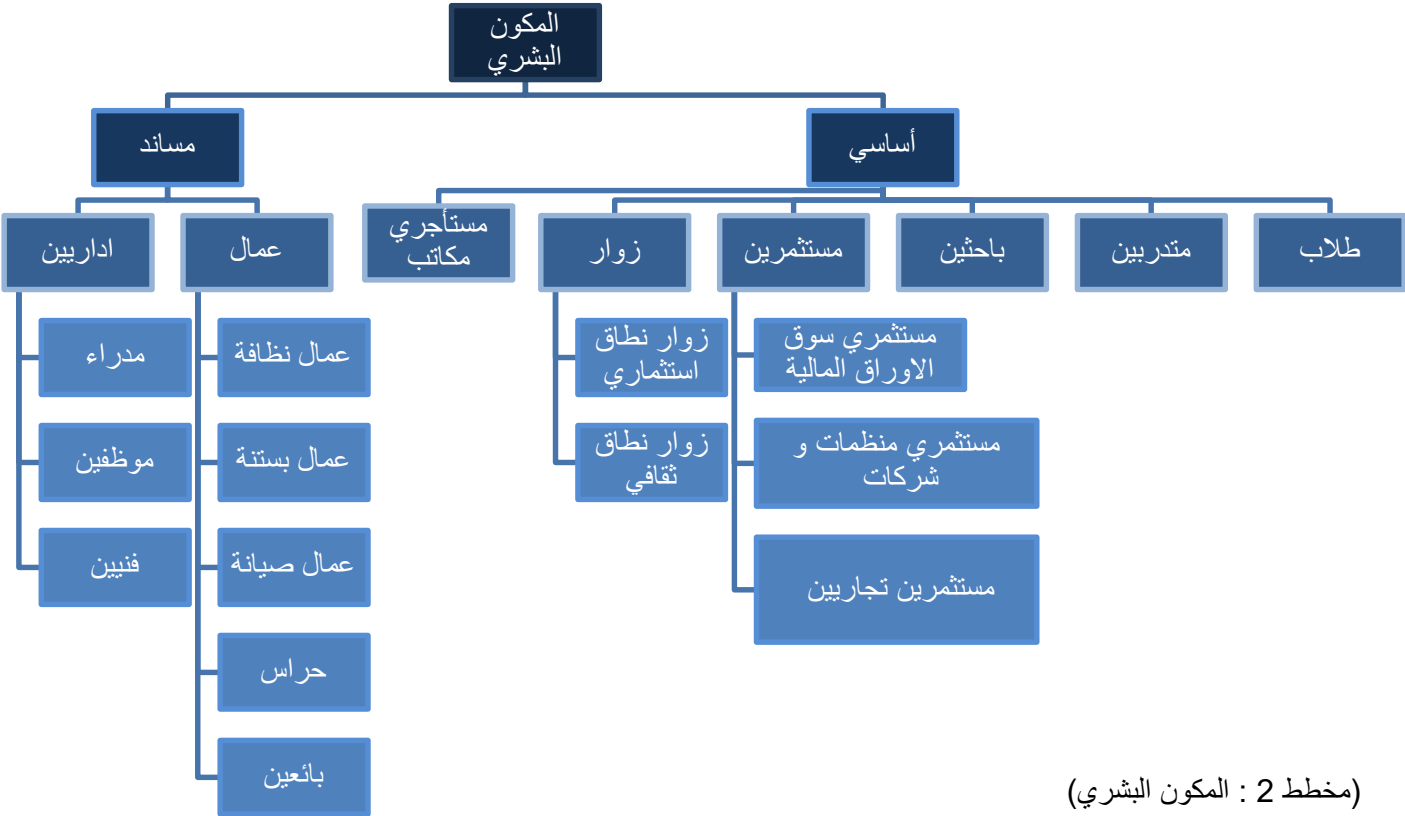 المكون
البشري
أساسي
مساند
طلاب
متدربين
باحثين
مستثمرين
زوار
مستأجري
مكاتب
عمال
اداريين
مستثمري سوق
الاوراق المالية
زوار نطاق
استثماري
عمال نظافة
مدراء
مستثمري منظمات و
شركات
زوار نطاق
ثقافي
عمال بستنة
موظفين
مستثمرين تجاريين
عمال صيانة
فنيين
حراس
بائعين
(مخطط 2 : المكون البشري)